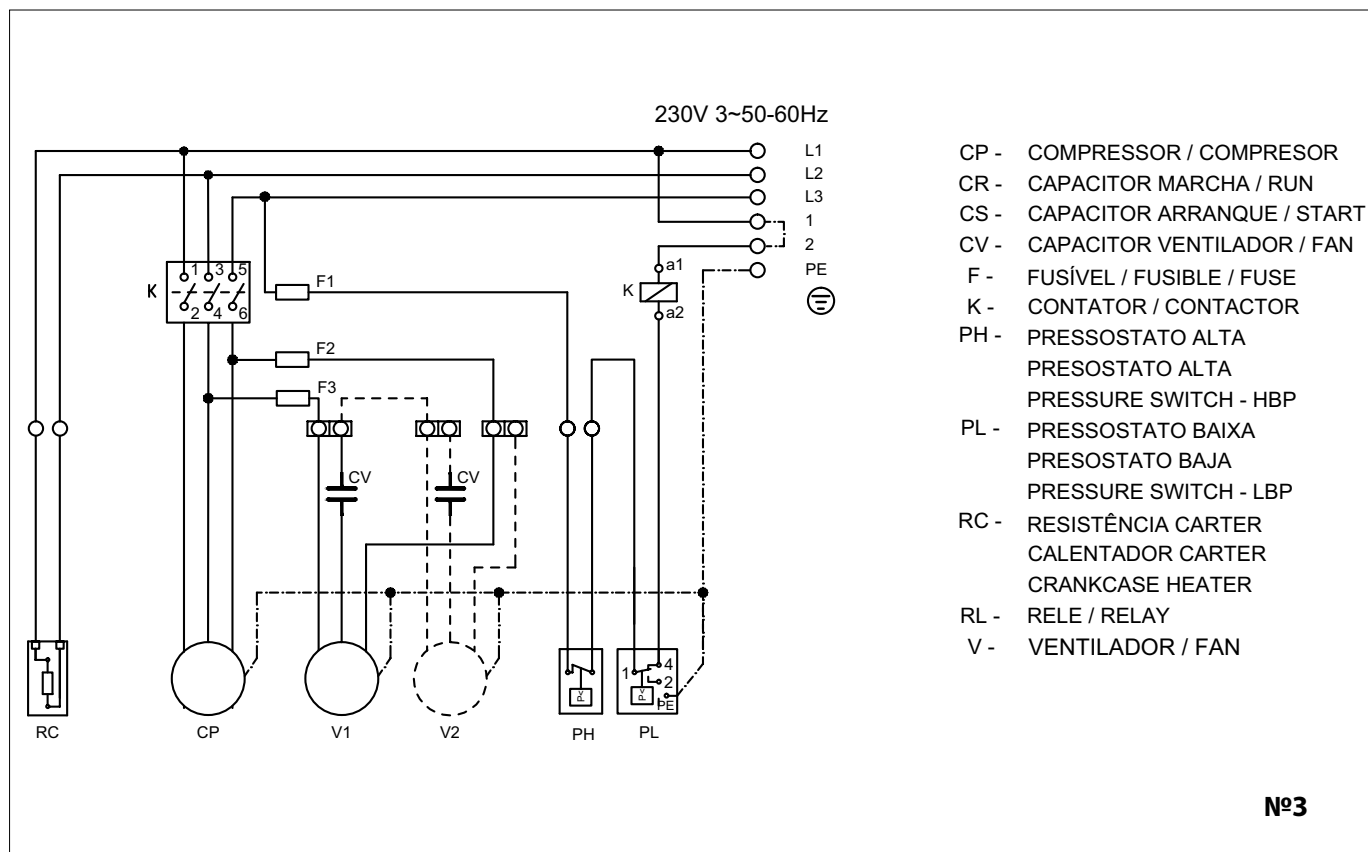 230V 3~50-60Hz
L1
L2
L3
1
2
PE
K
1 3 5
2 4 6
F1
F2
F3
K
a1
a2
CV
CV
1
4
2
PE
P<
P<
RC
CP
V1
V2
PH
PL
CP - COMPRESSOR / COMPRESOR
CR - CAPACITOR MARCHA / RUN
CS - CAPACITOR ARRANQUE / START
CV - CAPACITOR VENTILADOR / FAN
F - FUSÍVEL / FUSIBLE / FUSE
K - CONTATOR / CONTACTOR
PH - PRESSOSTATO ALTA
PRESOSTATO ALTA
PRESSURE SWITCH - HBP
PL - PRESSOSTATO BAIXA
PRESOSTATO BAJA
PRESSURE SWITCH - LBP
RC - RESISTÊNCIA CARTER
CALENTADOR CARTER
CRANKCASE HEATER
RL - RELE / RELAY
V - VENTILADOR / FAN
Nº3